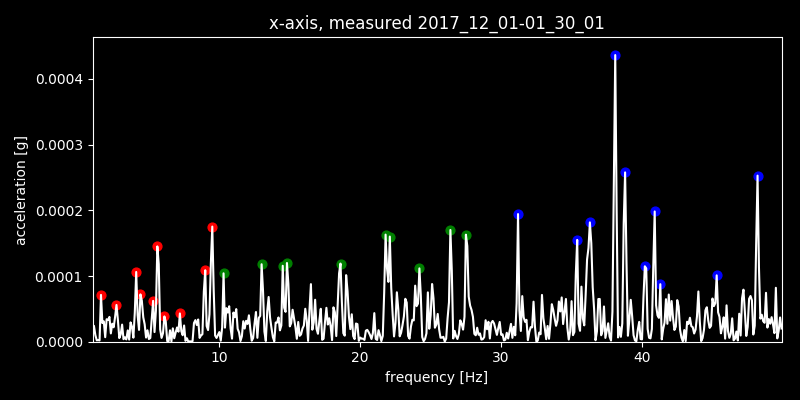 x-axis, measured 2017_12_01-01_30_01
acceleration [g]
0.0004
0.0003
0.0002
0.0001
0.0000
10 20 30 40
frequency [Hz]